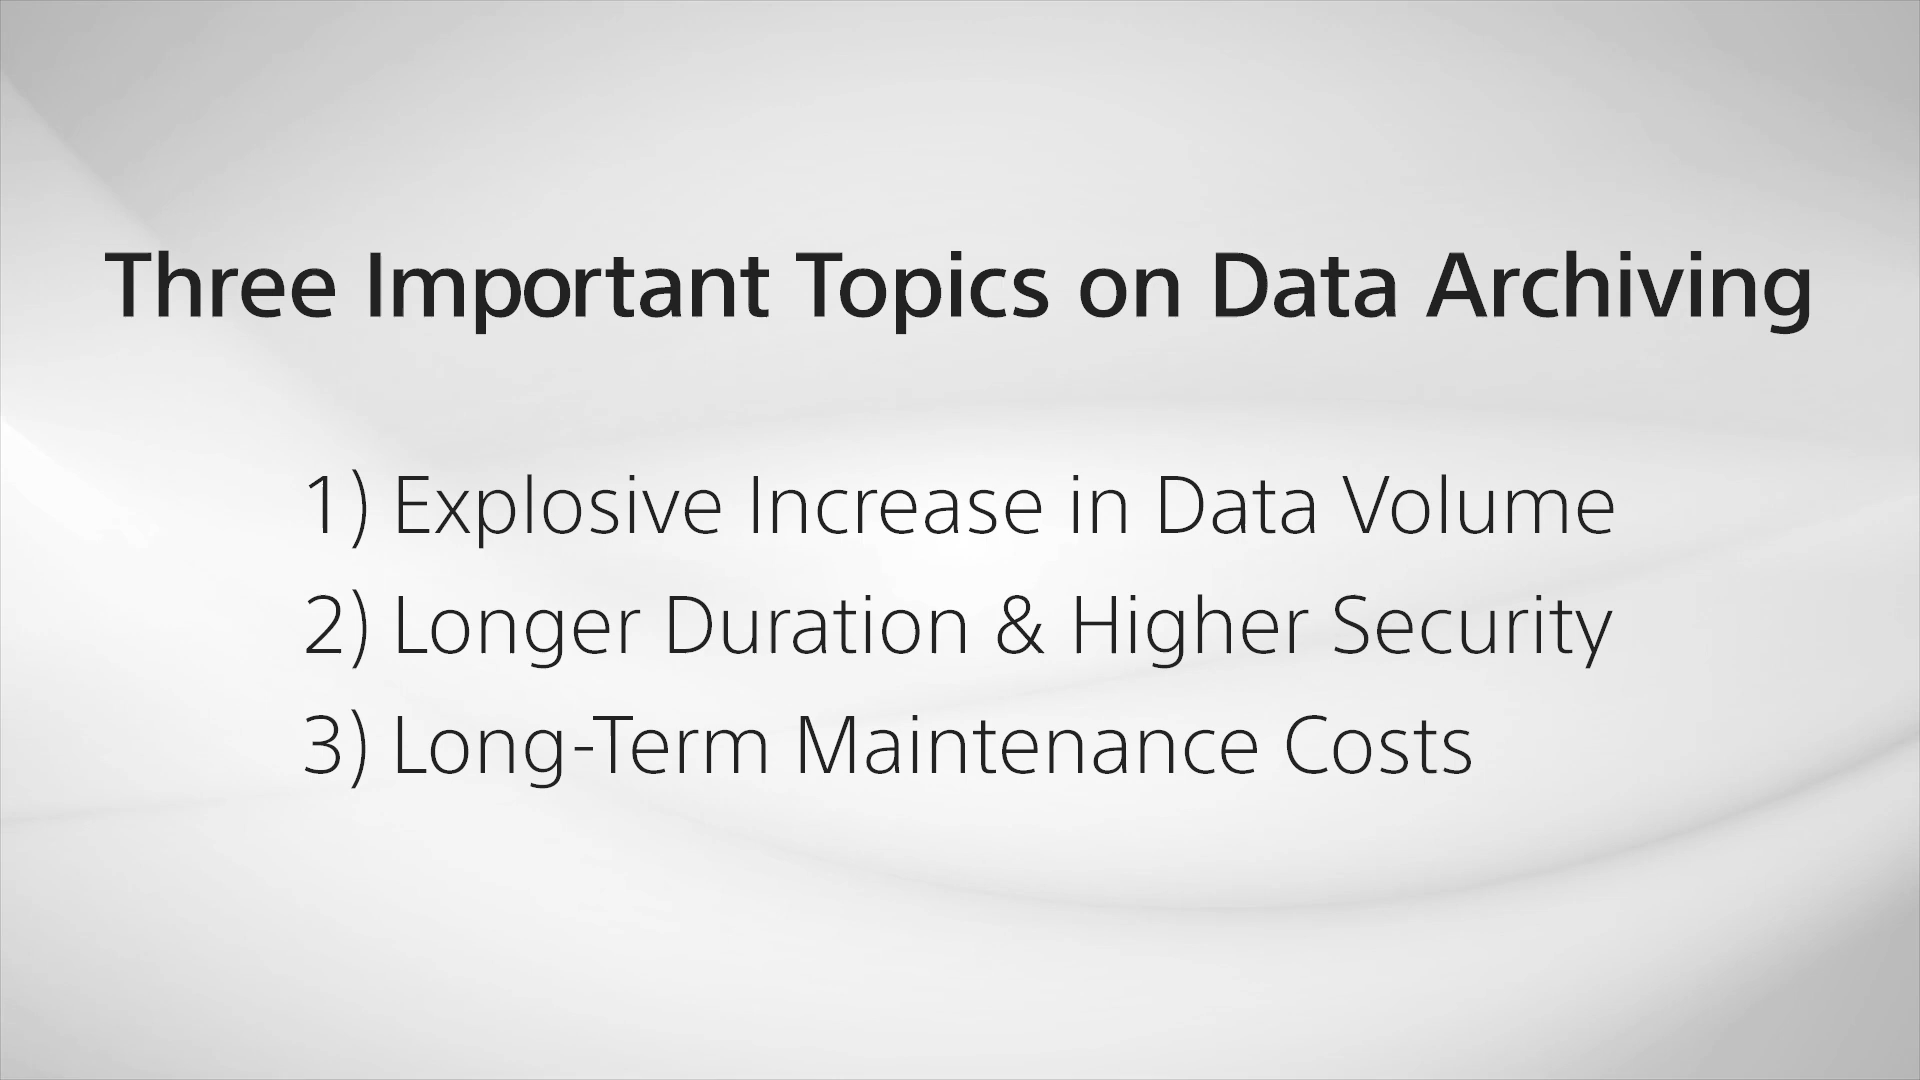 Three Important Topics on Data Archiving
1) Explosive Increase in Data Volume
2) Longer Duration & Higher Security
3) Long-Term Maintenance Costs